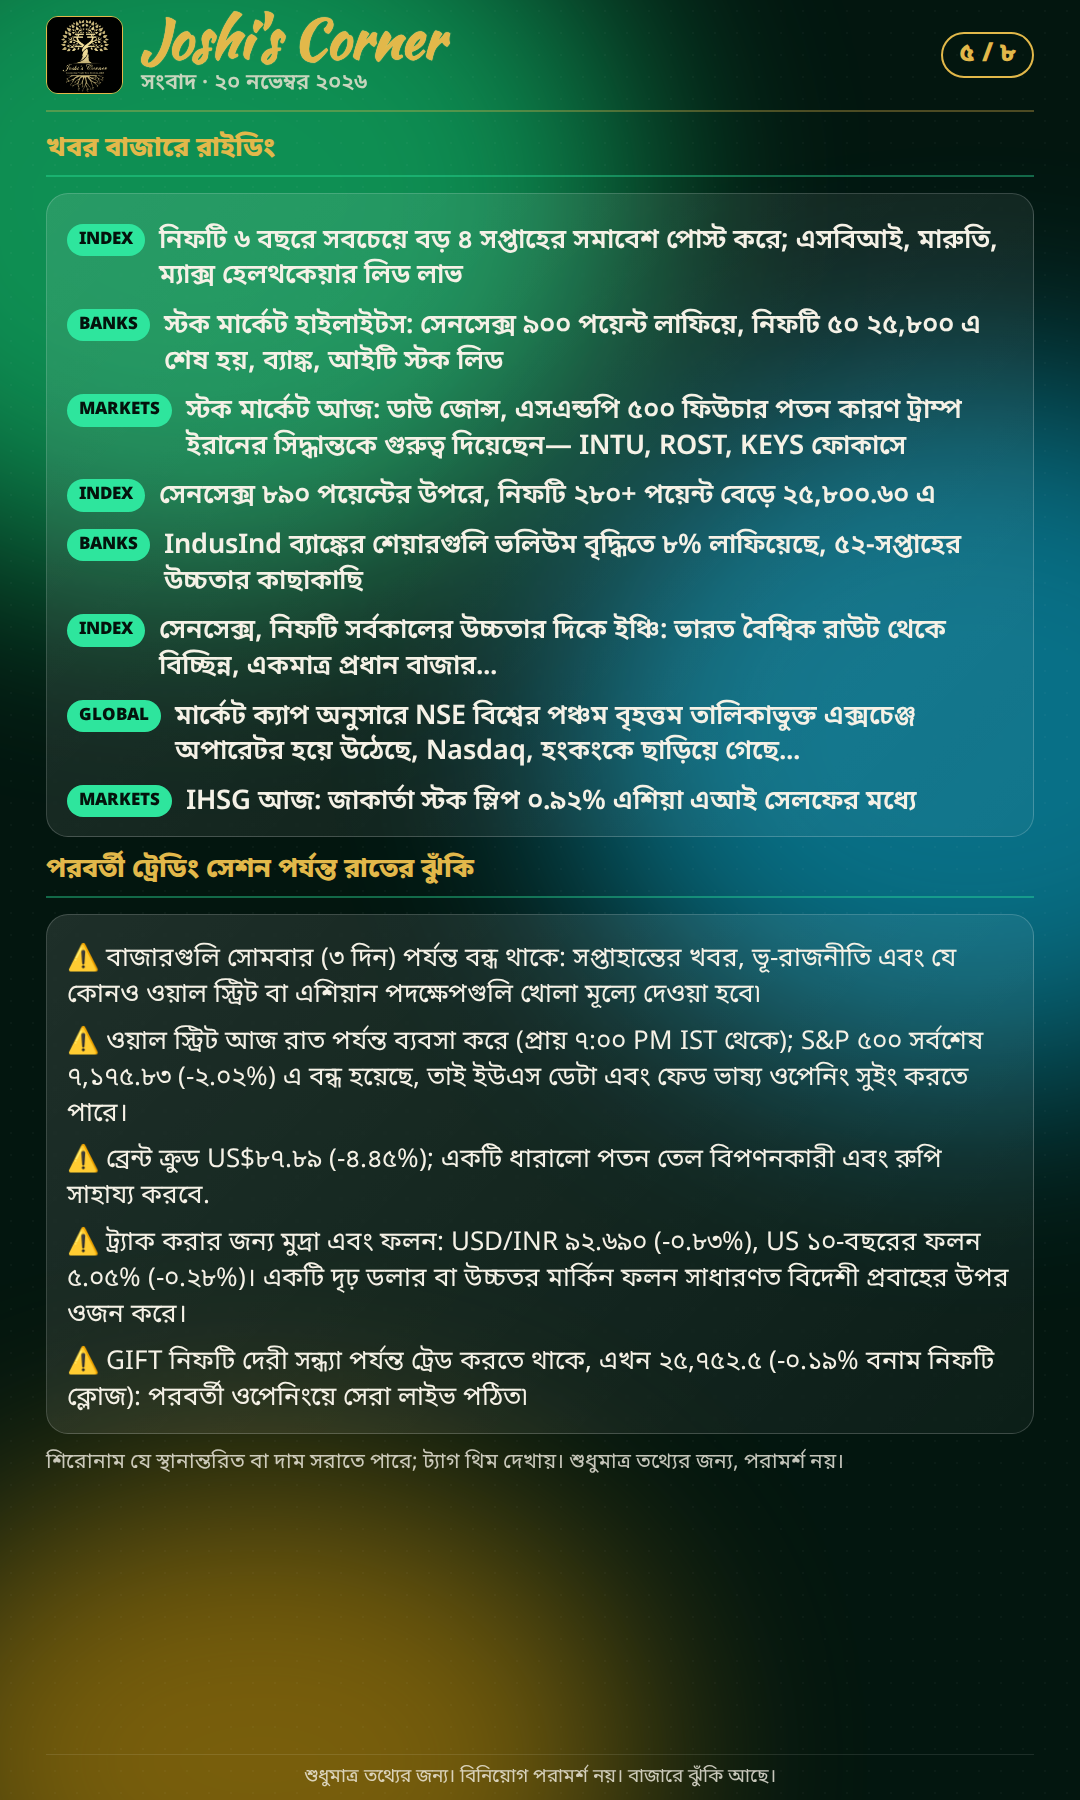 Joshi's Corner
সংবাদ · ২০ নভেম্বর ২০২৬
৫ / ৮
খবর বাজারে রাইডিং
INDEX নিফটি ৬ বছরে সবচেয়ে বড় ৪ সপ্তাহের সমাবেশ পোস্ট করে; এসবিআই, মারুতি,
ম্যাক্স হেলথকেয়ার লিড লাভ
BANKS স্টক মার্কেট হাইলাইটস: সেনসেক্স ৯০০ পয়েন্ট লাফিয়ে, নিফটি ৫০ ২৫,৮০০ এ
শেষ হয়, ব্যাঙ্ক, আইটি স্টক লিড
MARKETS স্টক মার্কেট আজ: ডাউ জোন্স, এসএন্ডপি ৫০০ ফিউচার পতন কারণ ট্রাম্প
ইরানের সিদ্ধান্তকে গুরুত্ব দিয়েছেন— INTU, ROST, KEYS ফোকাসে
INDEX সেনসেক্স ৮৯০ পয়েন্টের উপরে, নিফটি ২৮০+ পয়েন্ট বেড়ে ২৫,৮০০.৬০ এ
BANKS IndusInd ব্যাঙ্কের শেয়ারগুলি ভলিউম বৃদ্ধিতে ৮% লাফিয়েছে, ৫২-সপ্তাহের
উচ্চতার কাছাকাছি
INDEX সেনসেক্স, নিফটি সর্বকালের উচ্চতার দিকে ইঞ্চি: ভারত বৈশ্বিক রাউট থেকে
বিচ্ছিন্ন, একমাত্র প্রধান বাজার...
GLOBAL মার্কেট ক্যাপ অনুসারে NSE বিশ্বের পঞ্চম বৃহত্তম তালিকাভুক্ত এক্সচেঞ্জ
অপারেটর হয়ে উঠেছে, Nasdaq, হংকংকে ছাড়িয়ে গেছে...
MARKETS IHSG আজ: জাকার্তা স্টক স্লিপ ০.৯২% এশিয়া এআই সেলফের মধ্যে
পরবর্তী ট্রেডিং সেশন পর্যন্ত রাতের ঝুঁকি
⚠️ বাজারগুলি সোমবার (৩ দিন) পর্যন্ত বন্ধ থাকে: সপ্তাহান্তের খবর, ভূ-রাজনীতি এবং যে
কোনও ওয়াল স্ট্রিট বা এশিয়ান পদক্ষেপগুলি খোলা মূল্যে দেওয়া হবে৷
⚠️ ওয়াল স্ট্রিট আজ রাত পর্যন্ত ব্যবসা করে (প্রায় ৭:০০ PM IST থেকে); S&P ৫০০ সর্বশেষ
৭,১৭৫.৮৩ (-২.০২%) এ বন্ধ হয়েছে, তাই ইউএস ডেটা এবং ফেড ভাষ্য ওপেনিং সুইং করতে
পারে।
⚠️ ব্রেন্ট ক্রুড US$৮৭.৮৯ (-৪.৪৫%); একটি ধারালো পতন তেল বিপণনকারী এবং রুপি
সাহায্য করবে.
⚠️ ট্র্যাক করার জন্য মুদ্রা এবং ফলন: USD/INR ৯২.৬৯০ (-০.৮৩%), US ১০-বছরের ফলন
৫.০৫% (-০.২৮%)। একটি দৃঢ় ডলার বা উচ্চতর মার্কিন ফলন সাধারণত বিদেশী প্রবাহের উপর
ওজন করে।
⚠️ GIFT নিফটি দেরী সন্ধ্যা পর্যন্ত ট্রেড করতে থাকে, এখন ২৫,৭৫২.৫ (-০.১৯% বনাম নিফটি
ক্লোজ): পরবর্তী ওপেনিংয়ে সেরা লাইভ পঠিত৷
শিরোনাম যে স্থানান্তরিত বা দাম সরাতে পারে; ট্যাগ থিম দেখায়। শুধুমাত্র তথ্যের জন্য, পরামর্শ নয়।
শুধুমাত্র তথ্যের জন্য। বিনিয়োগ পরামর্শ নয়। বাজারে ঝুঁকি আছে।